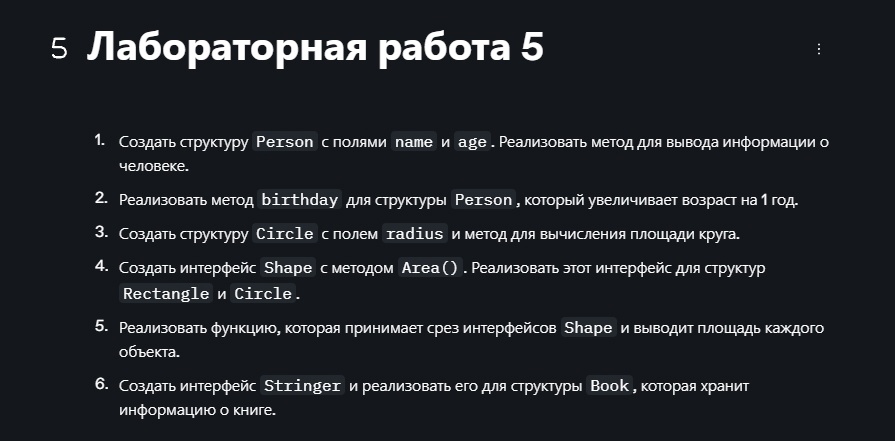 5 Лабораторная работа 5
1. Создать структуру Person с полями name и age. Реализовать метод для вывода информации о
человеке.
2. Реализовать метод birthday для структуры Person, который увеличивает возраст на 1 год.
3. Создать структуру Circle с полем radius и метод для вычисления площади круга.
4. Создать интерфейс Shape с методом Area(). Реализовать этот интерфейс для структур
Rectangle и Circle.
5. Реализовать функцию, которая принимает срез интерфейсов Shape и выводит площадь каждого
объекта.
6. Создать интерфейс Stringer и реализовать его для структуры Book, которая хранит
информацию о книге.